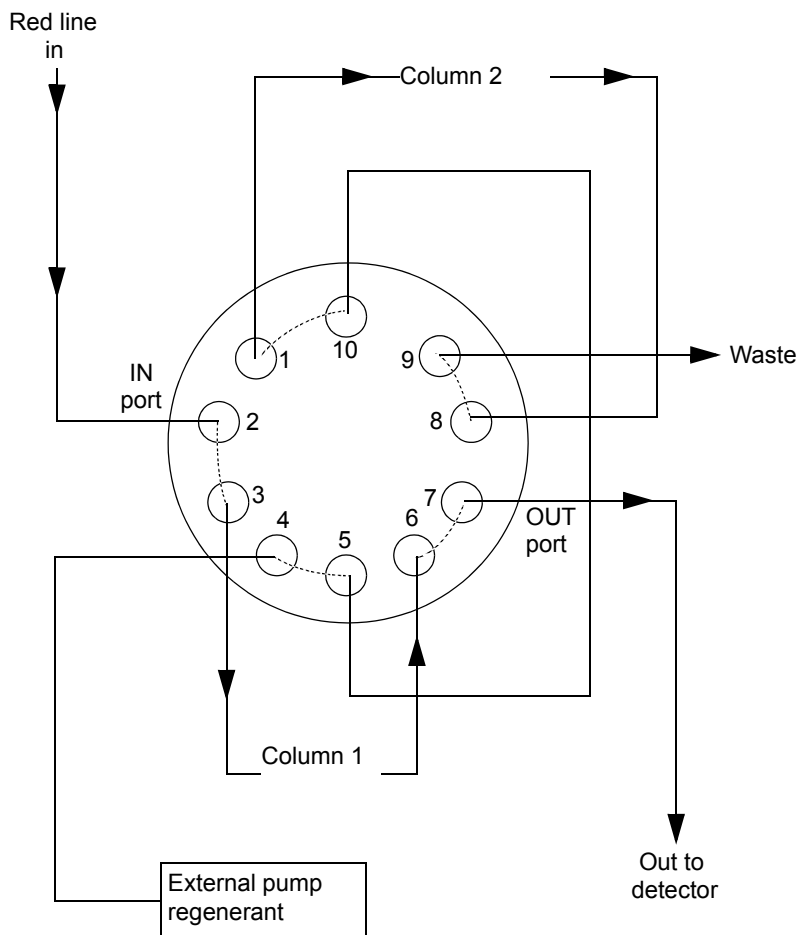 Red line
in
Column 2
10
1
9
Waste
IN
port
2
8
3
7
4
6
5
OUT
port
Column 1
Out to
detector
External pump
regenerant